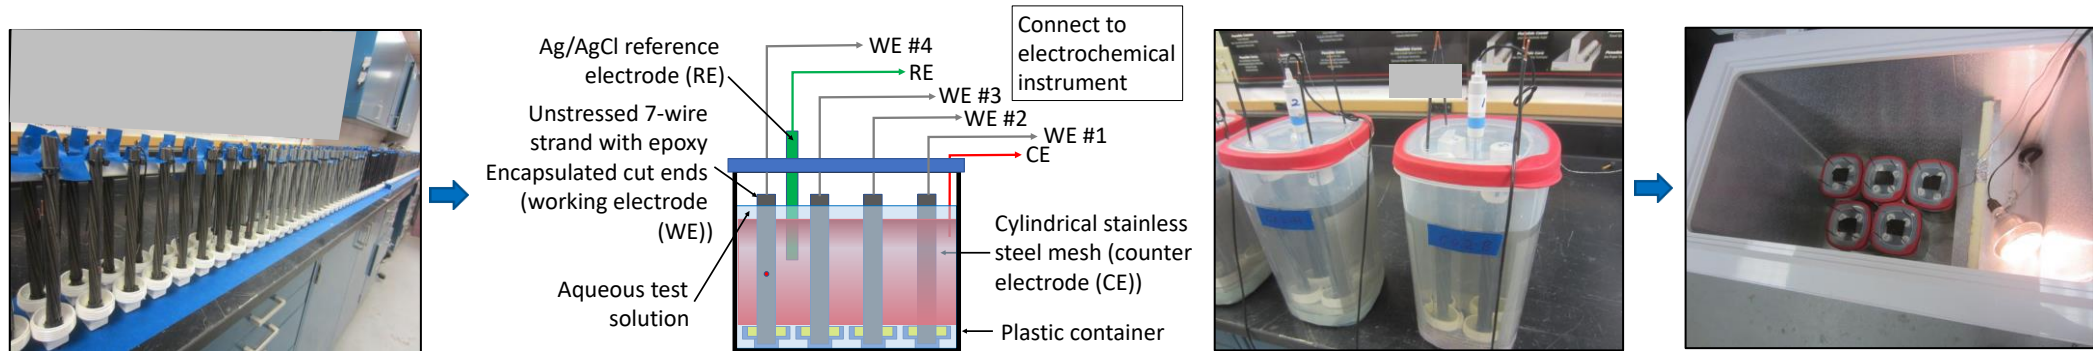 Ag/AgCl reference
electrode (RE)
Unstressed 7-wire
strand with epoxy
Encapsulated cut ends
(working electrode
(WE))
Aqueous test
solution
WE #4
RE
WE #3
WE #2
WE #1
CE
Connect to
electrochemical
instrument
Cylindrical stainless
steel mesh (counter
electrode (CE))
Plastic container
2
1